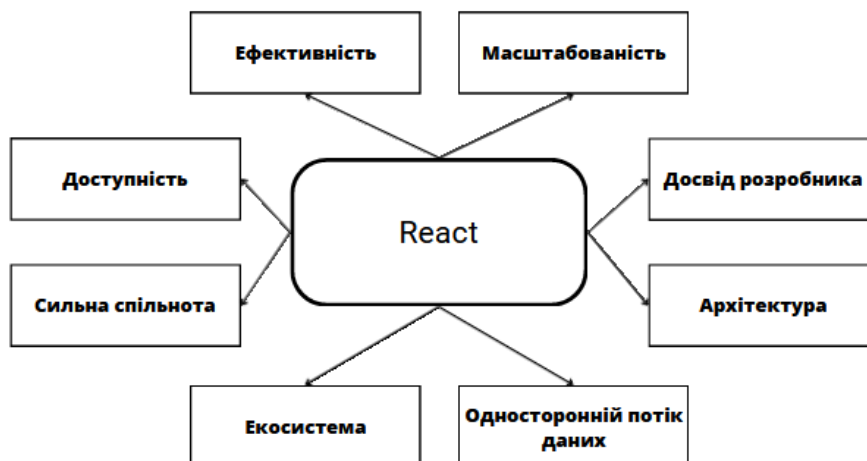 Ефективність
Масштабованість
Доступність
Досвід розробника
React
Сильна спільнота
Архітектура
Екосистема
Односторонній потік
даних